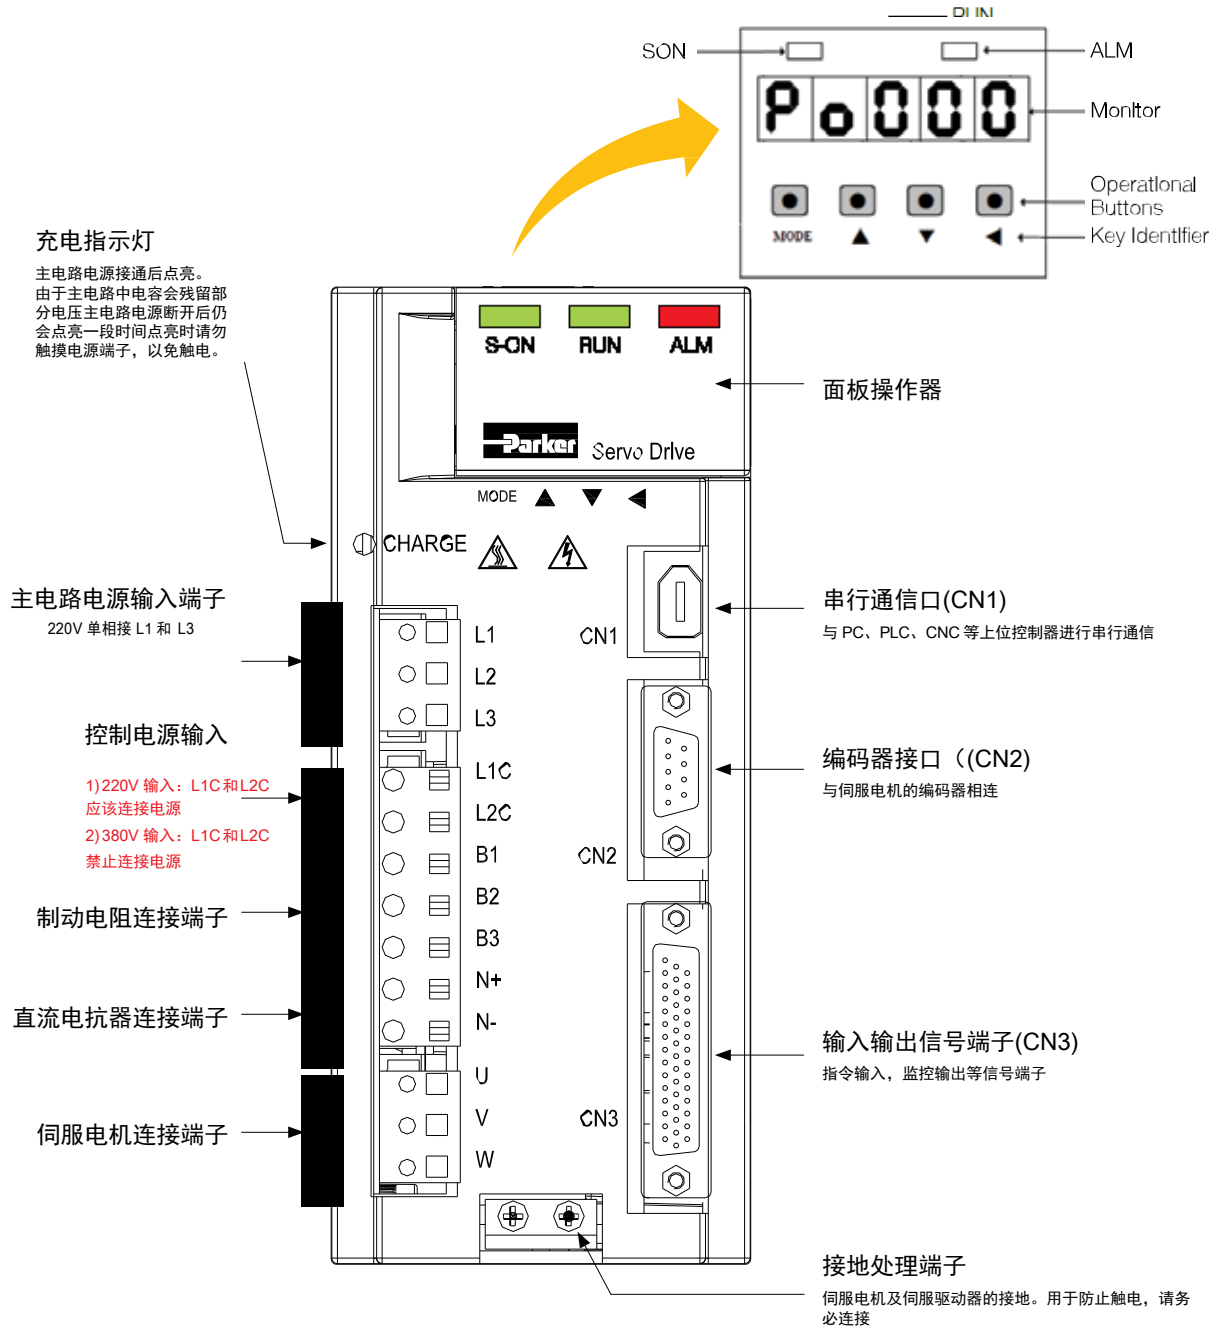 RUN
SON
ALM
Monitor
Po000
Operational
Buttons
MODE
Key Identifier
充电指示灯
主电路电源接通后点亮。
由于主电路中电容会残留部
分电压主电路电源断开后仍
会点亮一段时间点亮时请勿
触摸电源端子，以免触电。
S-ON RUN ALM
面板操作器
Parker Servo Drive
MODE
CHARGE
主电路电源输入端子
220V 单相接 L1 和 L3
L1
L2
L3
CN1
串行通信口(CN1)
与 PC、PLC、CNC 等上位控制器进行串行通信
控制电源输入
1)220V 输入：L1C和L2C
应该连接电源
2)380V 输入：L1C和L2C
禁止连接电源
L1C
L2C
B1
B2
B3
N+
N-
CN2
编码器接口（(CN2)
与伺服电机的编码器相连
制动电阻连接端子
直流电抗器连接端子
输入输出信号端子(CN3)
指令输入，监控输出等信号端子
U
V
W
CN3
伺服电机连接端子
接地处理端子
伺服电机及伺服驱动器的接地。用于防止触电，请务
必连接